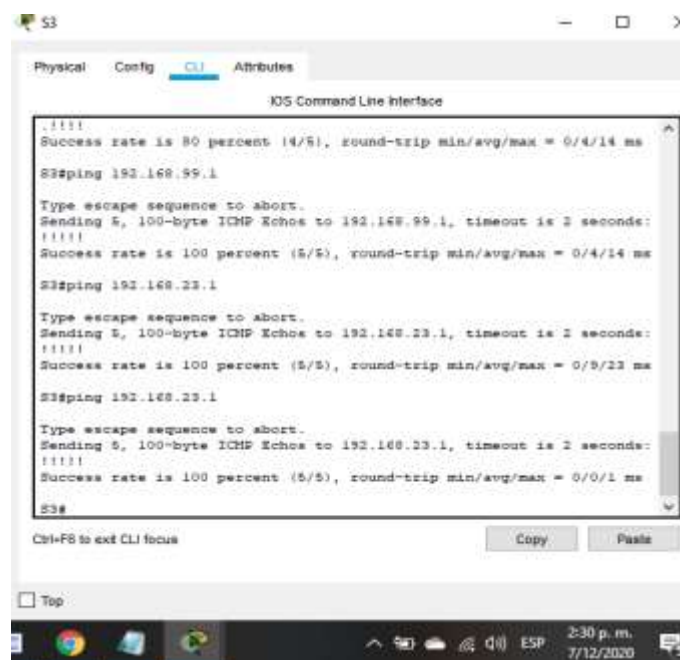 S3
Physical Config CLI Attributes
IOS Command Line Interface
.!!!!
Success rate is 80 percent (4/5), round-trip min/avg/max = 0/4/14 ms
S3#ping 192.168.99.1
Type escape sequence to abort.
Sending 5, 100-byte ICMP Echos to 192.168.99.1, timeout is 2 seconds:
!!!!!
Success rate is 100 percent (5/5), round-trip min/avg/max = 0/4/14 ms
S3#ping 192.168.23.1
Type escape sequence to abort.
Sending 5, 100-byte ICMP Echos to 192.168.23.1, timeout is 2 seconds:
!!!!!
Success rate is 100 percent (5/5), round-trip min/avg/max = 0/9/23 ms
S3#ping 192.168.23.1
Type escape sequence to abort.
Sending 5, 100-byte ICMP Echos to 192.168.23.1, timeout is 2 seconds:
!!!!!
Success rate is 100 percent (5/5), round-trip min/avg/max = 0/0/1 ms
S3#
Ctrl+F6 to exit CLI focus
Copy Paste
Top
ESP
2:30 p. m.
7/12/2020